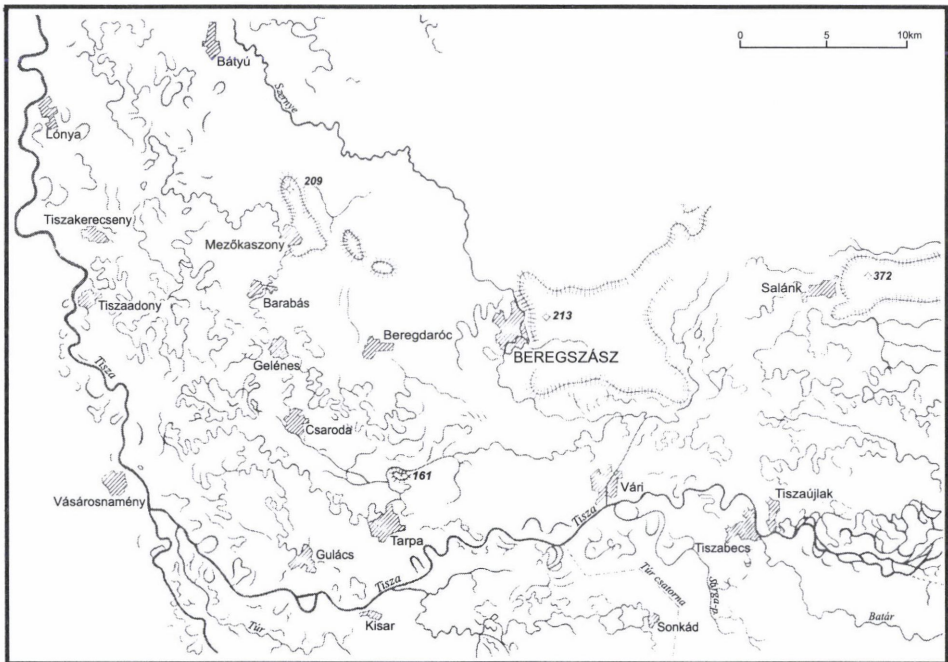 0 5 10km
Bátyú
Szernye
Lónya
209
Tiszakerecseny
Mezőkaszony
372
Salánk
Tiszaadony
Barabás
213
Beregdaróc
BEREGSZÁSZ
Tisza
Gelénes
Csaroda
161
Vásárosnamény
Vári
Tiszaújlak
Tisza
Tarpa
Tiszabecs
Gulács
Tisza
Túr csatorna
Sárga-p.
Kisar
Túr
Sonkád
Batár